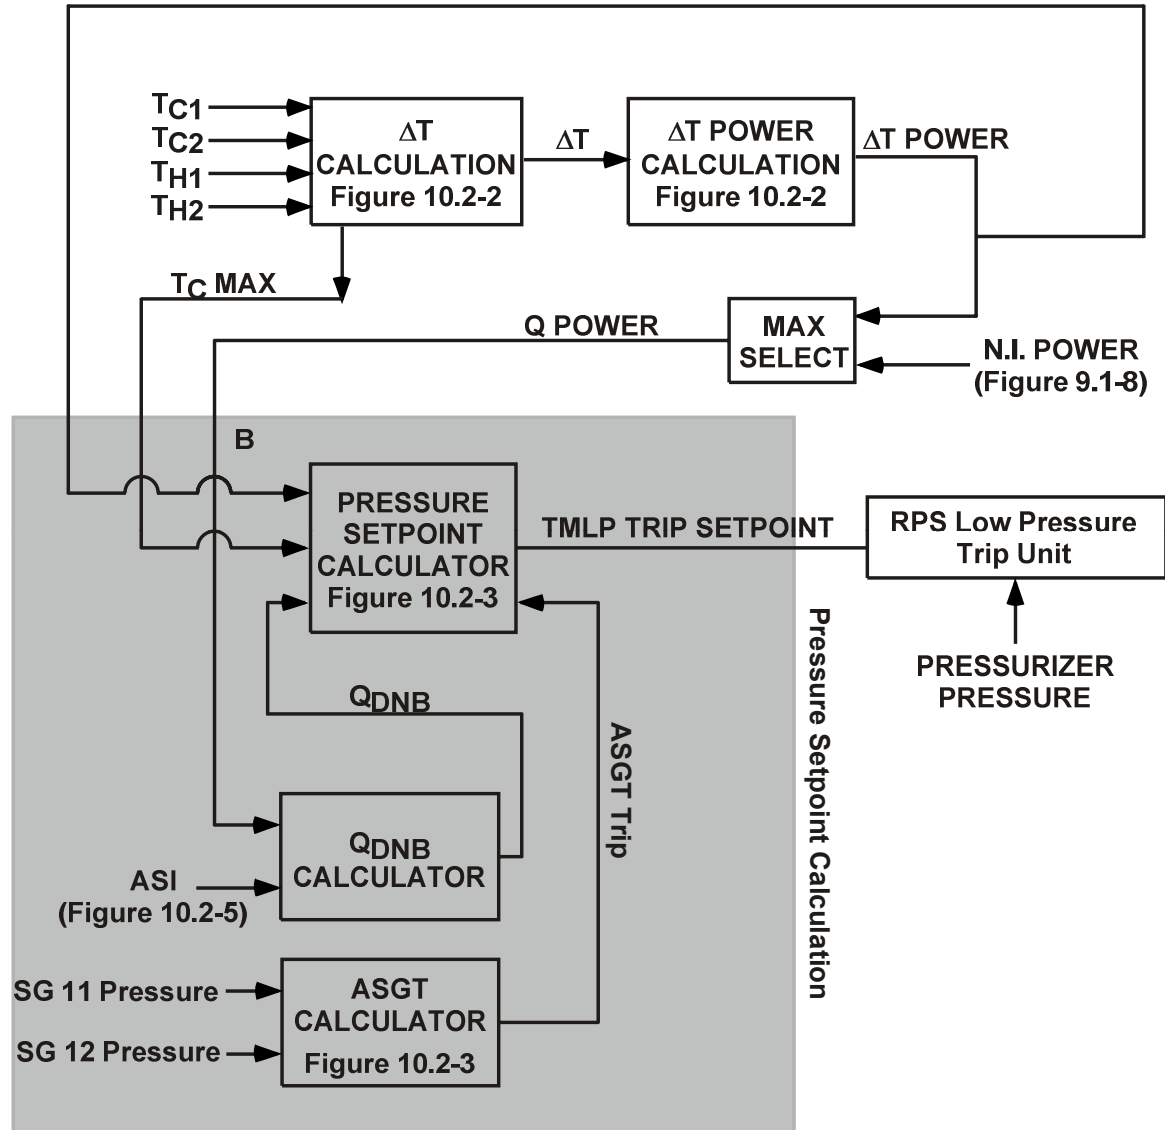 TC1
TC2
TH1
TH2
ΔT
CALCULATION
Figure 10.2-2
ΔT
ΔT POWER
CALCULATION
Figure 10.2-2
ΔT POWER
TC MAX
Q POWER
MAX
SELECT
N.I. POWER
(Figure 9.1-8)
B
PRESSURE
SETPOINT
CALCULATOR
Figure 10.2-3
TMLP TRIP SETPOINT
RPS Low Pressure
Trip Unit
PRESSURIZER
PRESSURE
QDNB
ASGT Trip
Pressure Setpoint Calculation
QDNB
CALCULATOR
ASI
(Figure 10.2-5)
SG 11 Pressure
SG 12 Pressure
ASGT
CALCULATOR
Figure 10.2-3